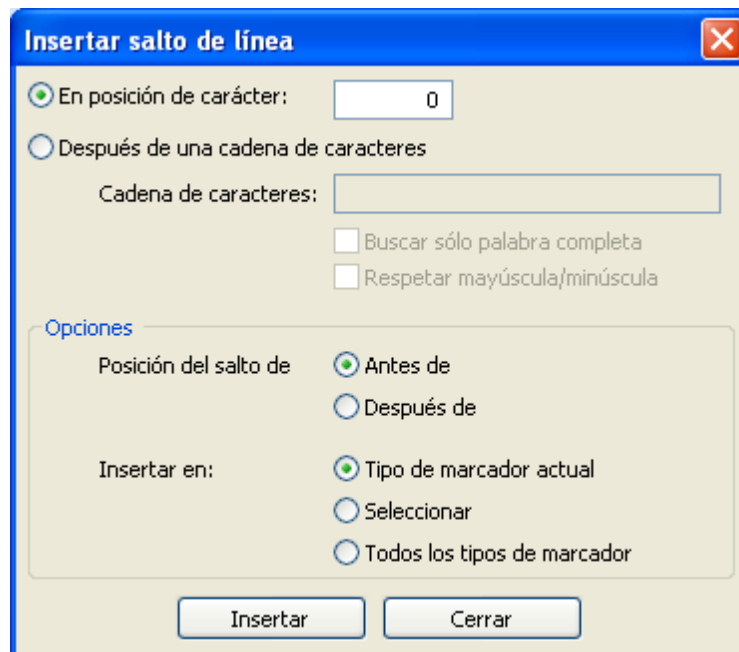 Insertar salto de línea
En posición de carácter: 0
Después de una cadena de caracteres
Cadena de caracteres:
Buscar sólo palabra completa
Respetar mayúscula/minúscula
Opciones
Posición del salto de Antes de
Después de
Insertar en: Tipo de marcador actual
Seleccionar
Todos los tipos de marcador
Insertar Cerrar